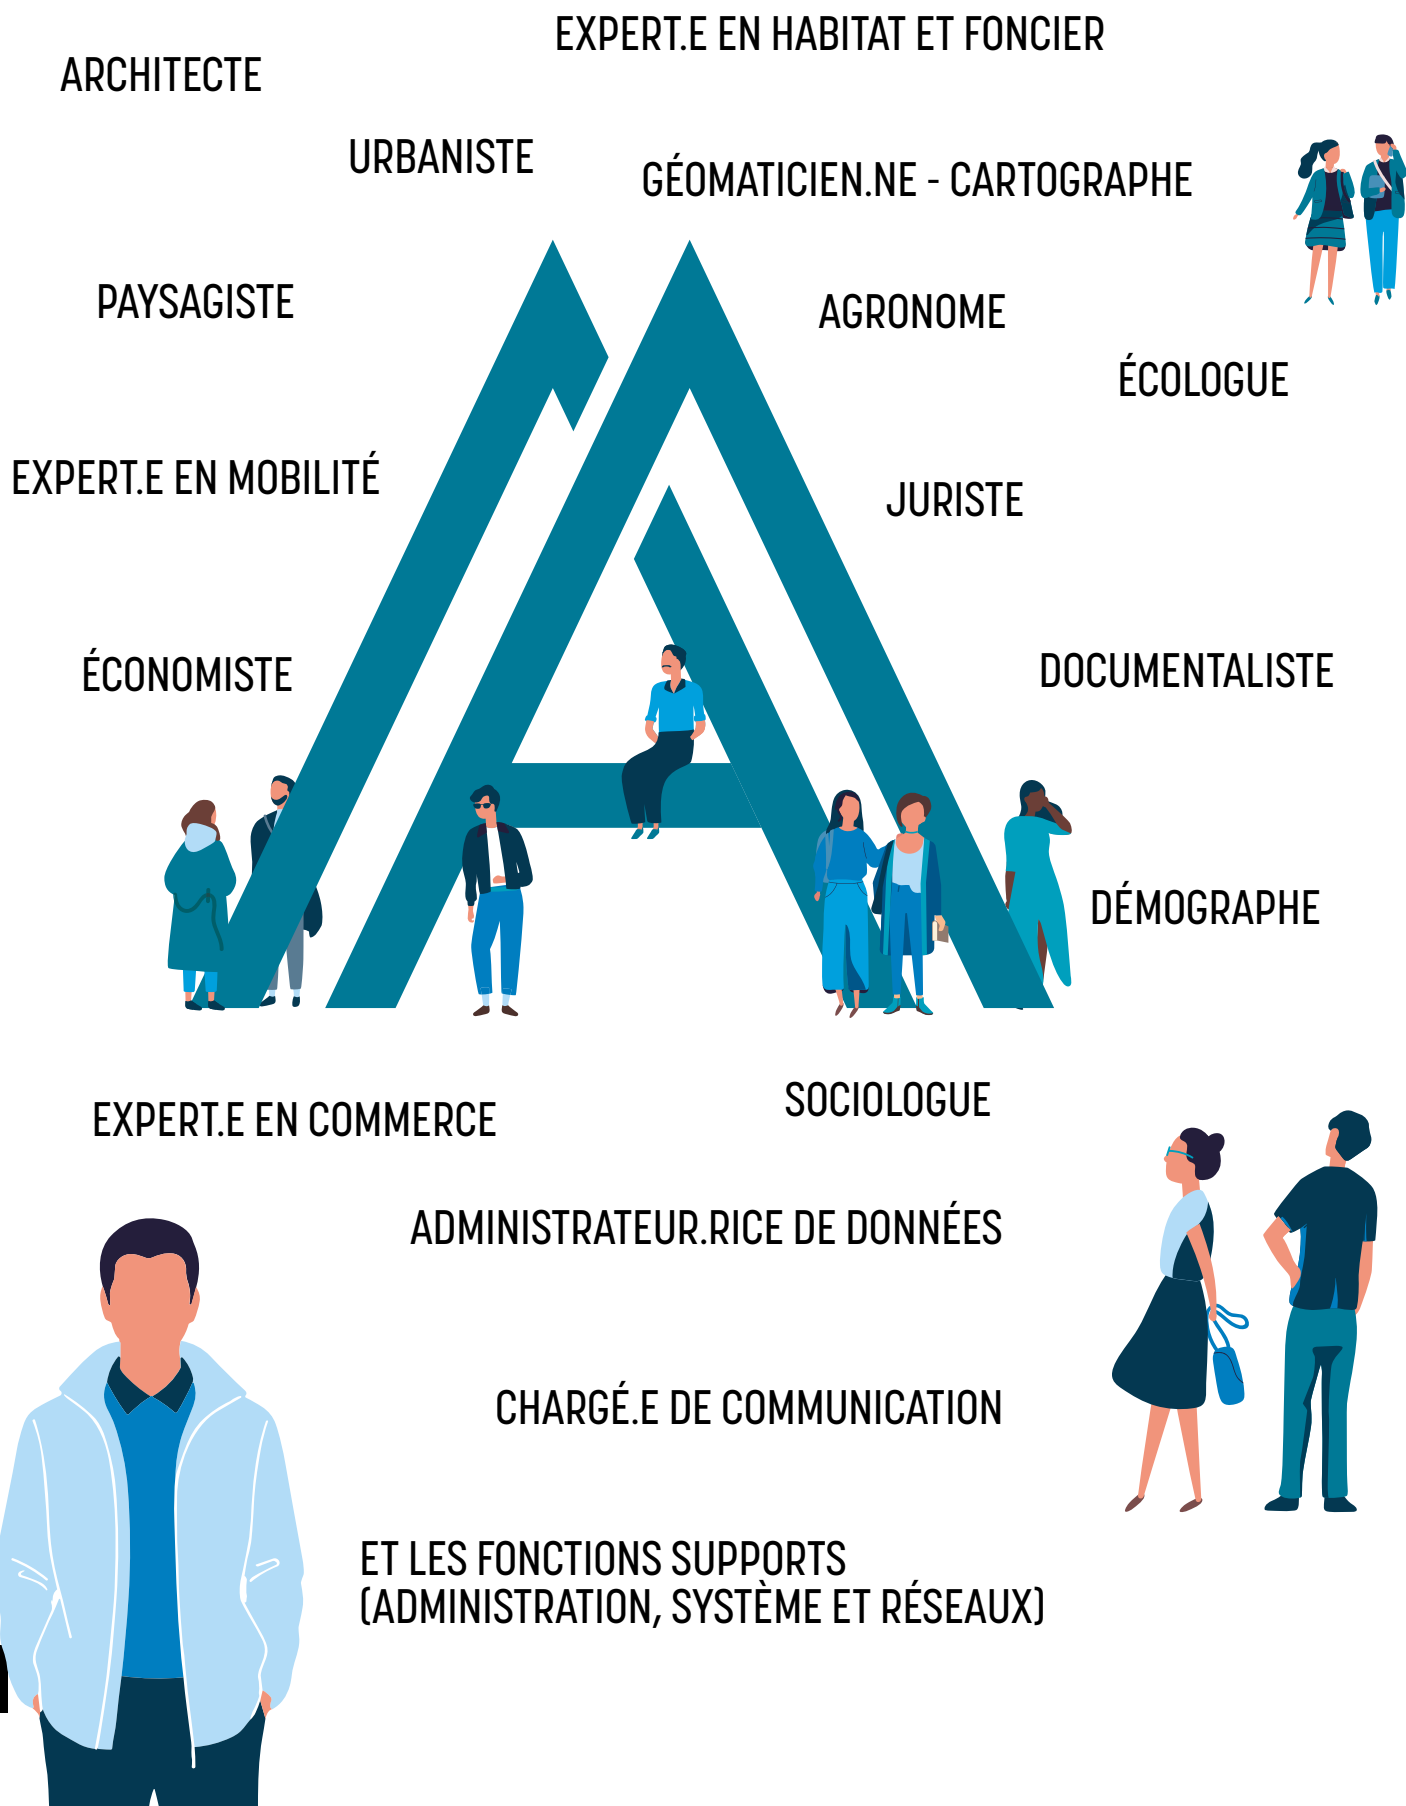 EXPERT.E EN HABITAT ET FONCIER
ARCHITECTE
URBANISTE
GÉOMATICIEN.NE - CARTOGRAPHE
PAYSAGISTE
AGRONOME
ÉCOLOGUE
EXPERT.E EN MOBILITÉ
JURISTE
ÉCONOMISTE
DOCUMENTALISTE
DÉMOGRAPHE
SOCIOLOGUE
EXPERT.E EN COMMERCE
ADMINISTRATEUR.RICE DE DONNÉES
CHARGÉ.E DE COMMUNICATION
ET LES FONCTIONS SUPPORTS
(ADMINISTRATION, SYSTÈME ET RÉSEAUX)